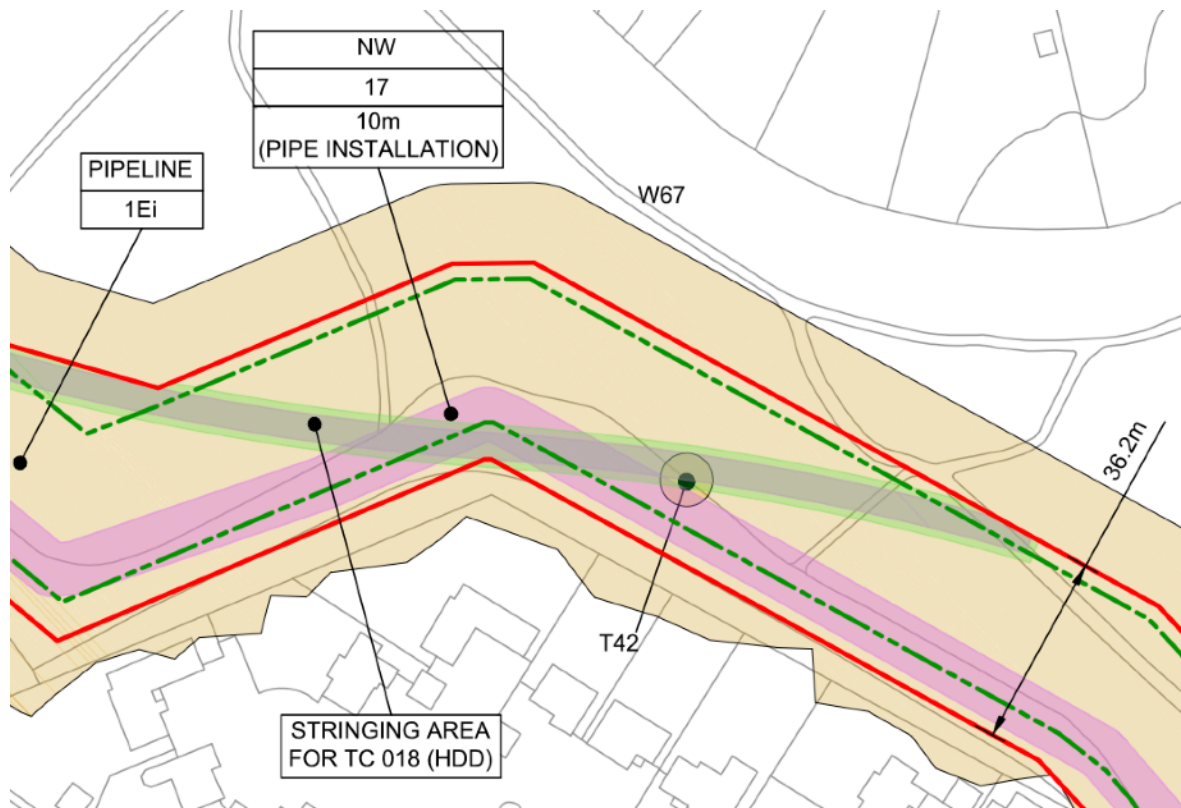 NW
17
10m
(PIPE INSTALLATION)
PIPELINE
1Ei
W67
36.2m
T42
STRINGING AREA
FOR TC 018 (HDD)